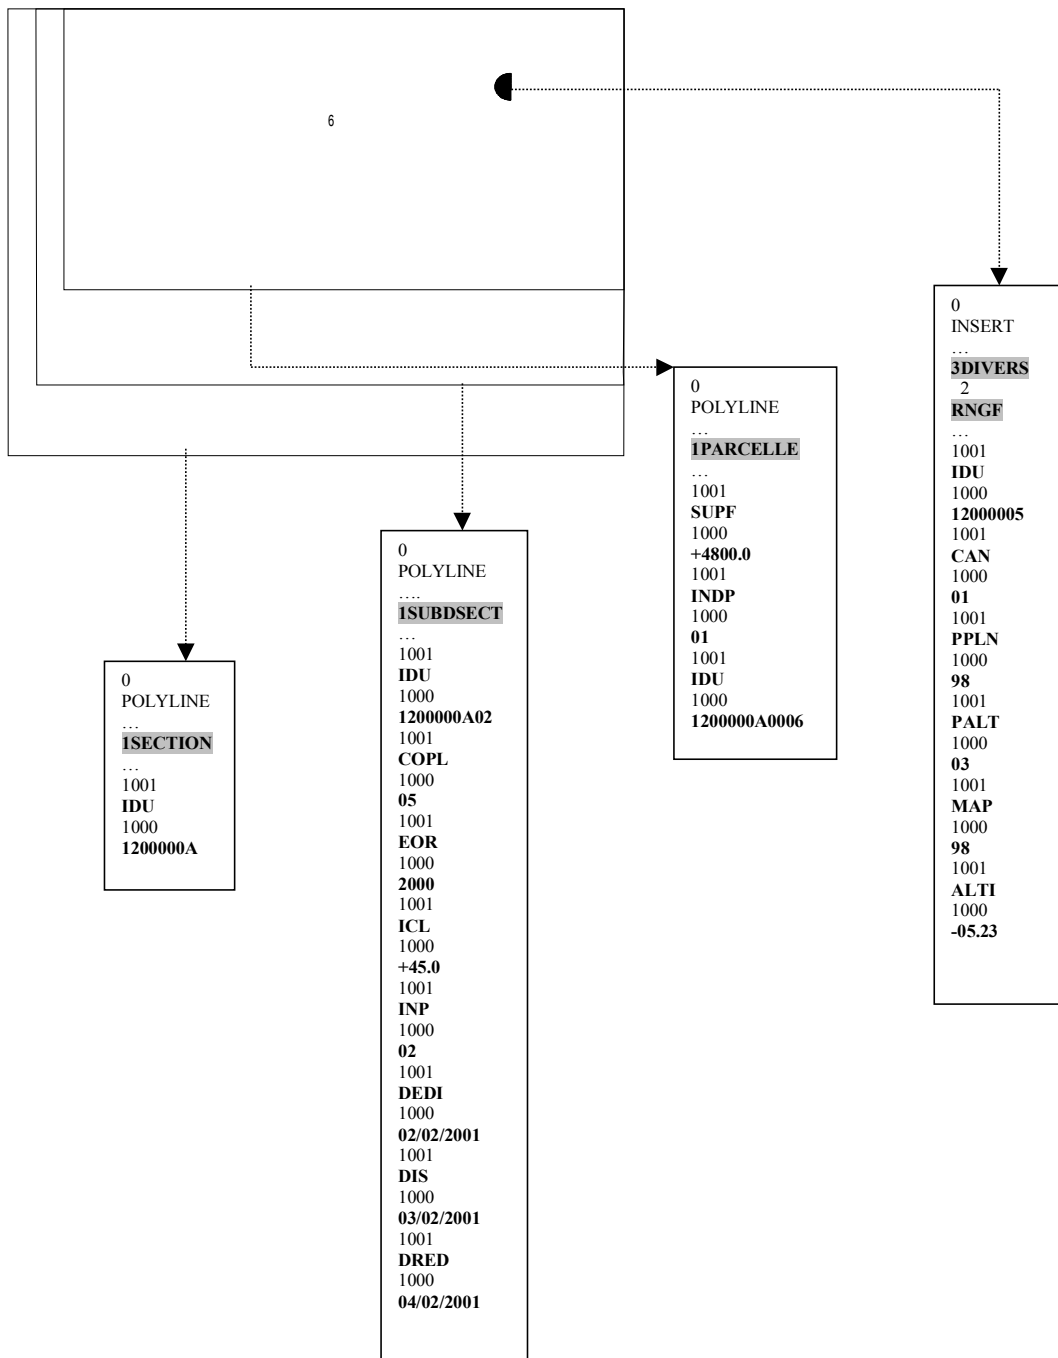 6
0
POLYLINE
…
1SECTION
…
1001
IDU
1000
1200000A
0
POLYLINE
….
1SUBDSECT
…
1001
IDU
1000
1200000A02
1001
COPL
1000
05
1001
EOR
1000
2000
1001
ICL
1000
+45.0
1001
INP
1000
02
1001
DEDI
1000
02/02/2001
1001
DIS
1000
03/02/2001
1001
DRED
1000
04/02/2001
0
POLYLINE
…
1PARCELLE
…
1001
SUPF
1000
+4800.0
1001
INDP
1000
01
1001
IDU
1000
1200000A0006
0
INSERT
…
3DIVERS
2
RNGF
…
1001
IDU
1000
12000005
1001
CAN
1000
01
1001
PPLN
1000
98
1001
PALT
1000
03
1001
MAP
1000
98
1001
ALTI
1000
-05.23